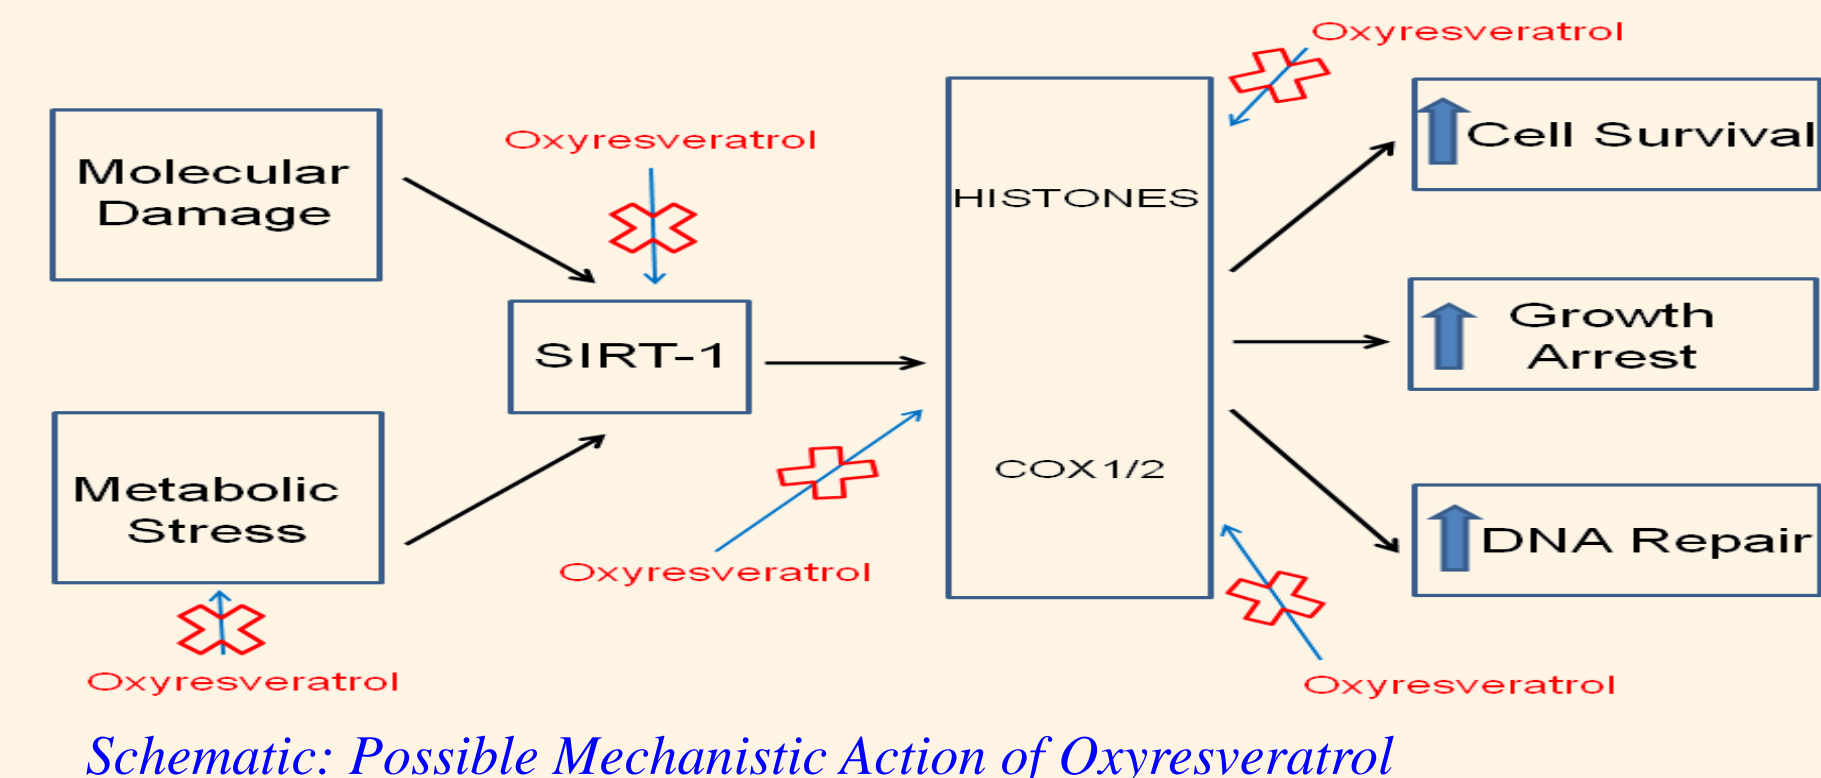 Oxyresveratrol
Molecular
Damage
Oxyresveratrol
Cell Survival
HISTONES
SIRT-1
Growth
Arrest
Metabolic
Stress
COX1/2
DNA Repair
Oxyresveratrol
Oxyresveratrol
Oxyresveratrol
Schematic: Possible Mechanistic Action of Oxyresveratrol